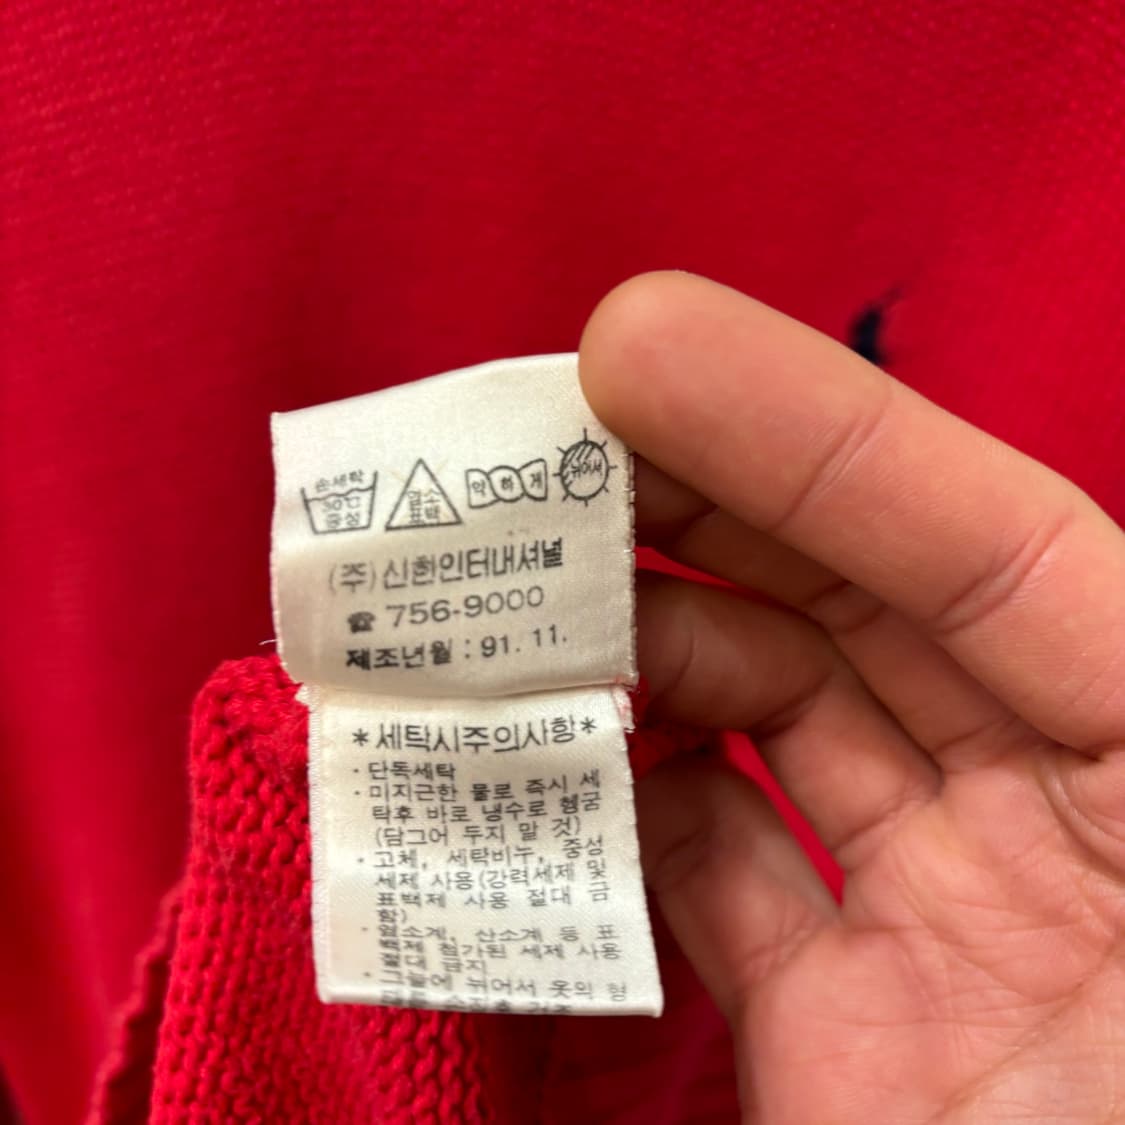 손세탁
30℃
중성
염소
표백
약하게
뉘어서
(주)신한인터내셔널
☎ 756-9000
제조년월 : 91. 11.
*세탁시주의사항*
· 단독세탁
· 미지근한 물로 즉시 세
탁후 바로 냉수로 헹굼
(담그어 두지 말 것)
· 고체, 세탁비누, 중성
세제 사용(강력세제 및
표백제 사용 절대 금
함)
· 염소계, 산소계 등 표
백제 첨가된 세제 사용
절대 금지
· 그늘에 뉘어서 옷의 형
건조